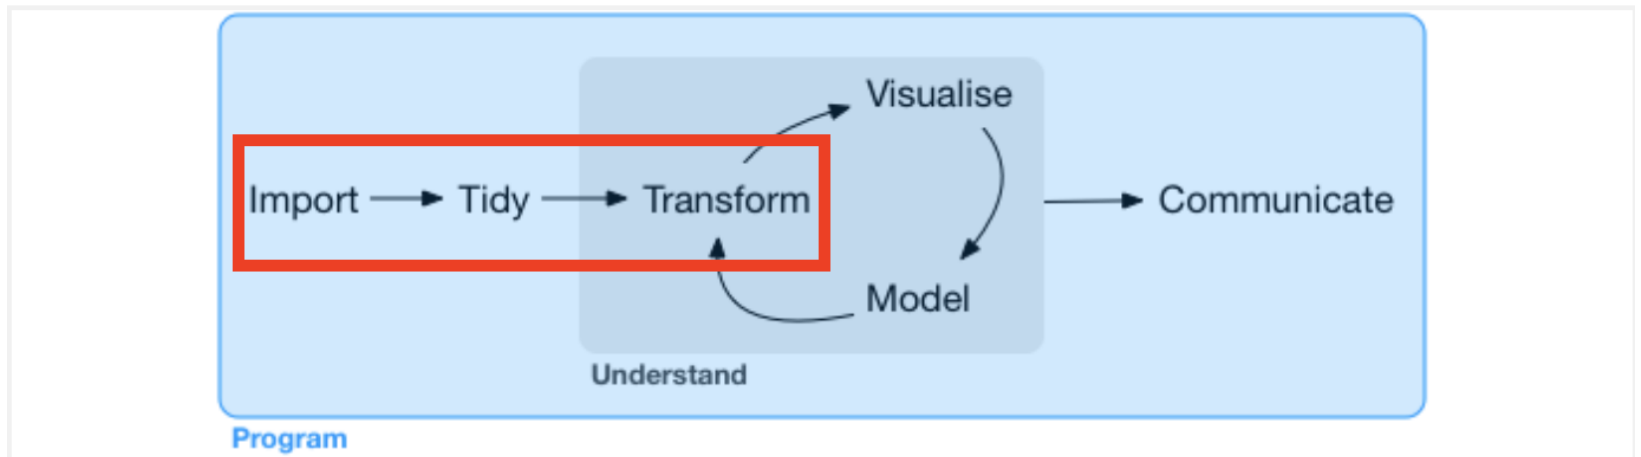 Visualise
Import Tidy Transform Communicate
Model
Understand
Program